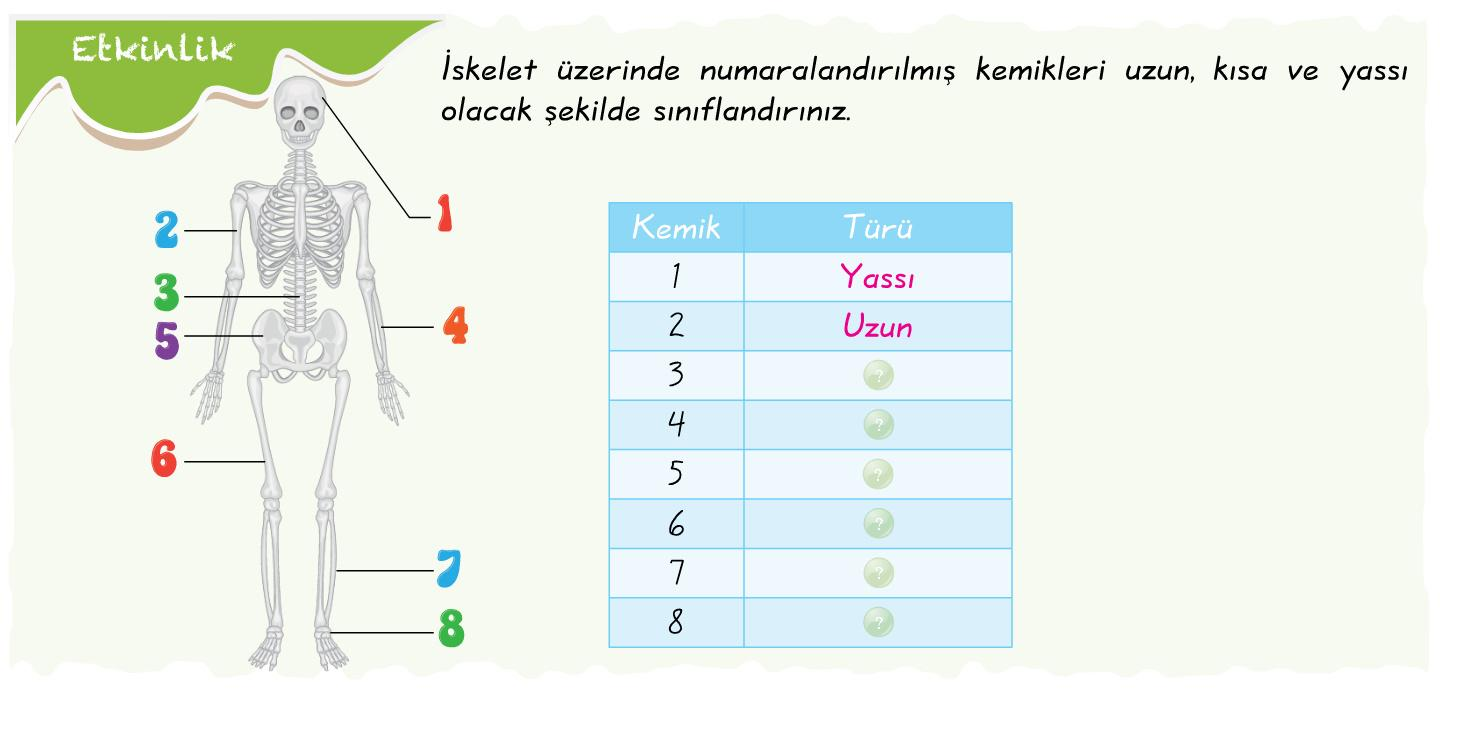 Etkinlik
İskelet üzerinde numaralandırılmış kemikleri uzun, kısa ve yassı
olacak şekilde sınıflandırınız.
1
2
3
4
5
6
7
8
Kemik Türü
1 Yassı
2 Uzun
3 ?
4 ?
5 ?
6 ?
7 ?
8 ?